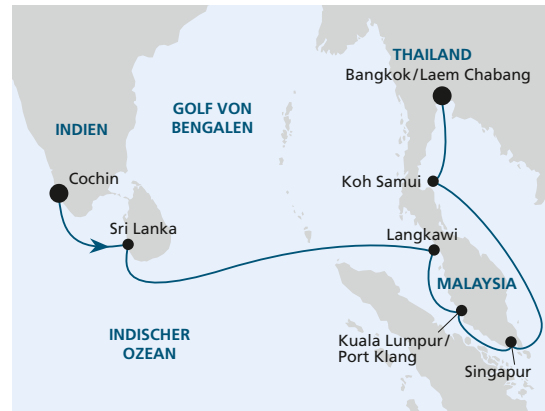 THAILAND
Bangkok/Laem Chabang
GOLF VON
BENGALEN
INDIEN
Cochin
Koh Samui
Sri Lanka
Langkawi
MALAYSIA
INDISCHER
OZEAN
Kuala Lumpur/
Port Klang
Singapur